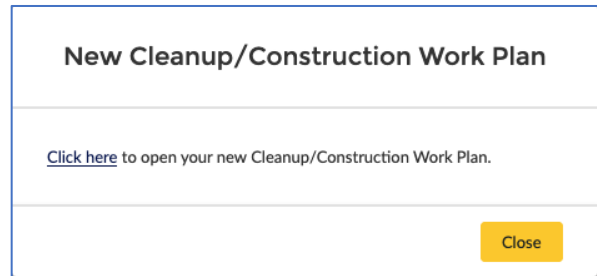 New Cleanup/Construction Work Plan
Click here to open your new Cleanup/Construction Work Plan.
Close